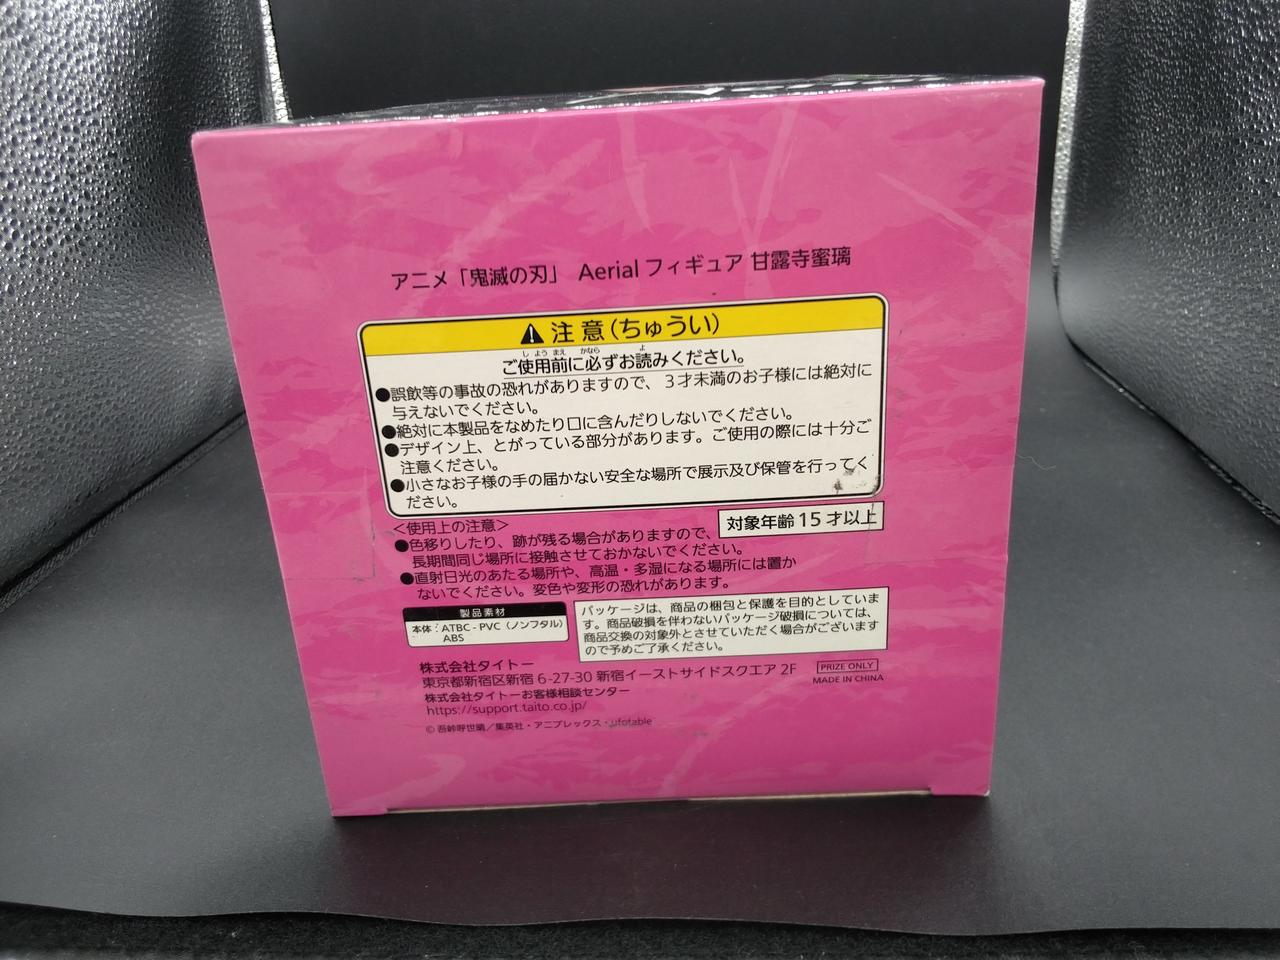 アニメ「鬼滅の刃」 Aerial フィギュア 甘露寺蜜璃
注意(ちゅうい)
しようまえ かなら よ
ご使用前に必ずお読みください。
●誤飲等の事故の恐れがありますので、3才未満のお子様には絶対に
与えないでください。
●絶対に本製品をなめたり口に含んだりしないでください。
●デザイン上、とがっている部分があります。ご使用の際には十分ご
注意ください。
●小さなお子様の手の届かない安全な場所で展示及び保管を行ってく
ださい。
対象年齢15才以上
<使用上の注意>
●色移りしたり、跡が残る場合がありますので、
長期間同じ場所に接触させておかないでください。
●直射日光のあたる場所や、高温・多湿になる場所には置か
ないでください。変色や変形の恐れがあります。
製品素材
本体:ATBC-PVC(ノンフタル)
ABS
パッケージは、商品の梱包と保護を目的としていま
す。商品破損を伴わないパッケージ破損については、
商品交換の対象外とさせていただく場合がございます
ので予めご了承ください。
株式会社タイトー
東京都新宿区新宿 6-27-30 新宿イーストサイドスクエア 2F
株式会社タイトーお客様相談センター
https://support.taito.co.jp/
PRIZE ONLY
MADE IN CHINA
© 吾峠呼世晴/集英社・アニプレックス・ufotable